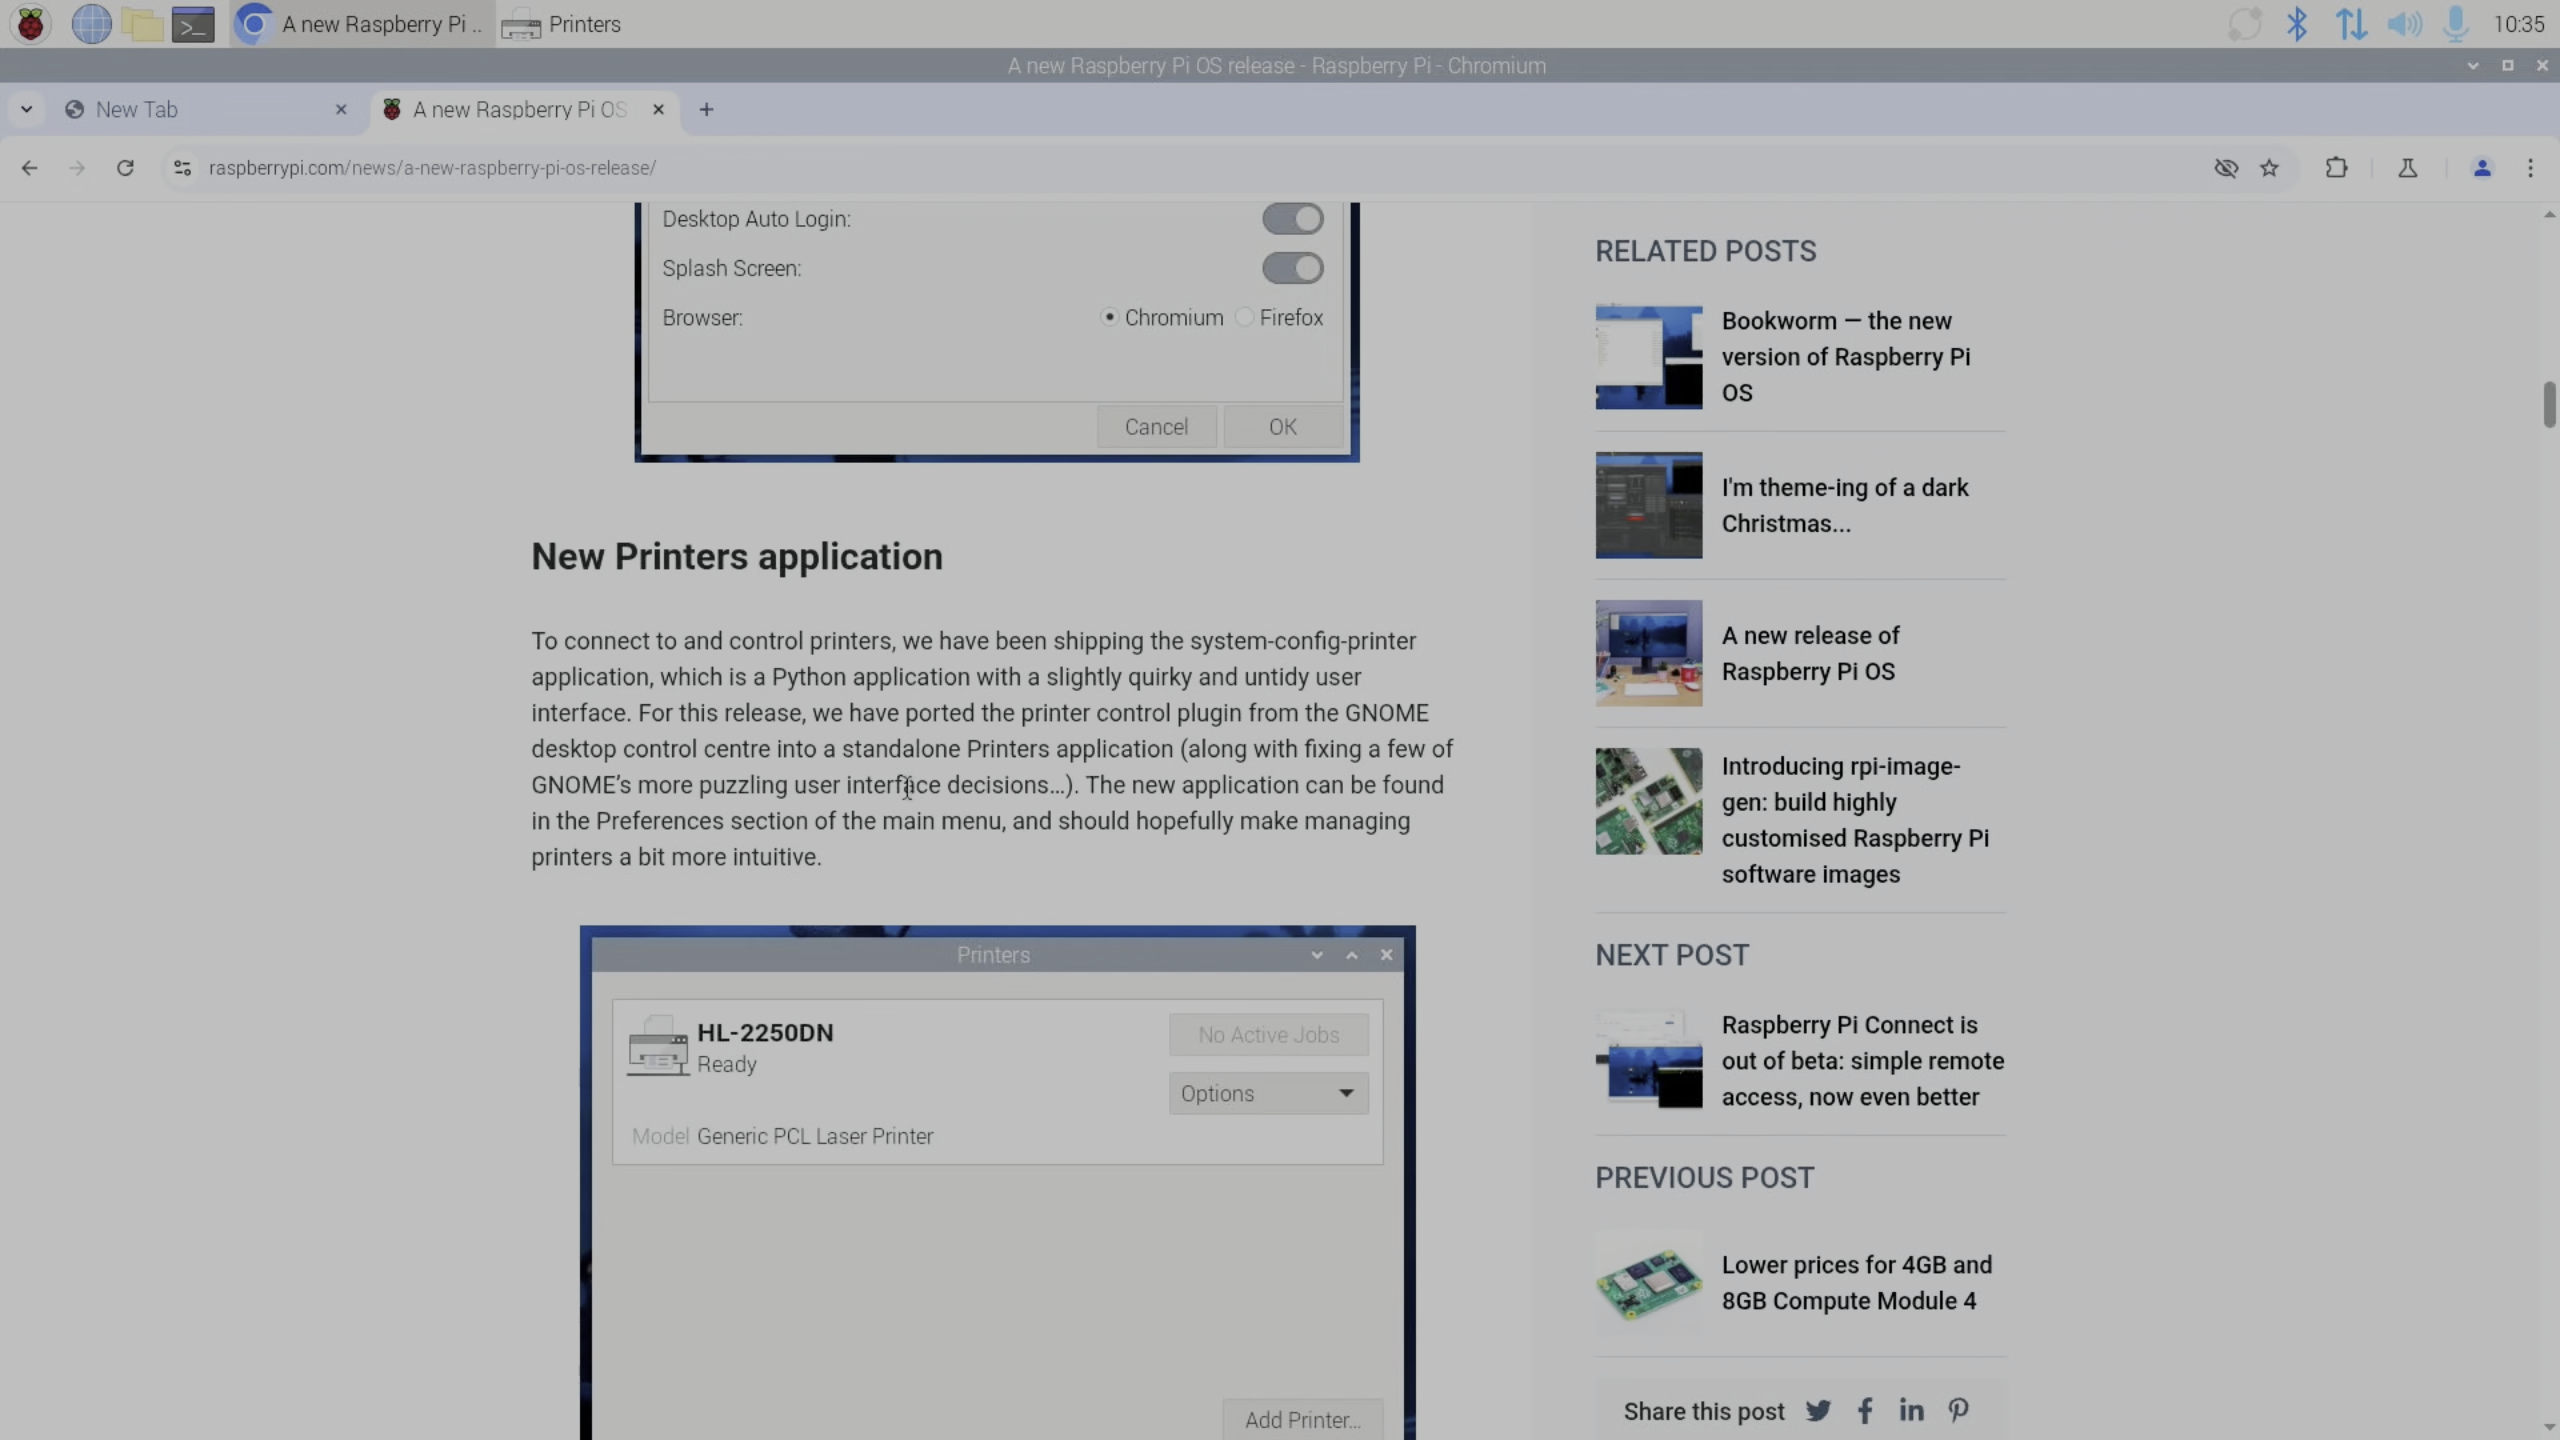 A new Raspberry Pi ..
Printers
10:35
A new Raspberry Pi OS release - Raspberry Pi - Chromium
New Tab
A new Raspberry Pi OS
raspberrypi.com/news/a-new-raspberry-pi-os-release/
Desktop Auto Login:
Splash Screen:
Browser:
Chromium
Firefox
Cancel
OK
New Printers application
To connect to and control printers, we have been shipping the system-config-printer
application, which is a Python application with a slightly quirky and untidy user
interface. For this release, we have ported the printer control plugin from the GNOME
desktop control centre into a standalone Printers application (along with fixing a few of
GNOME’s more puzzling user interface decisions…). The new application can be found
in the Preferences section of the main menu, and should hopefully make managing
printers a bit more intuitive.
Printers
HL-2250DN
Ready
No Active Jobs
Options
Model Generic PCL Laser Printer
Add Printer...
RELATED POSTS
Bookworm — the new
version of Raspberry Pi
OS
I'm theme-ing of a dark
Christmas...
A new release of
Raspberry Pi OS
Introducing rpi-image-
gen: build highly
customised Raspberry Pi
software images
NEXT POST
Raspberry Pi Connect is
out of beta: simple remote
access, now even better
PREVIOUS POST
Lower prices for 4GB and
8GB Compute Module 4
Share this post